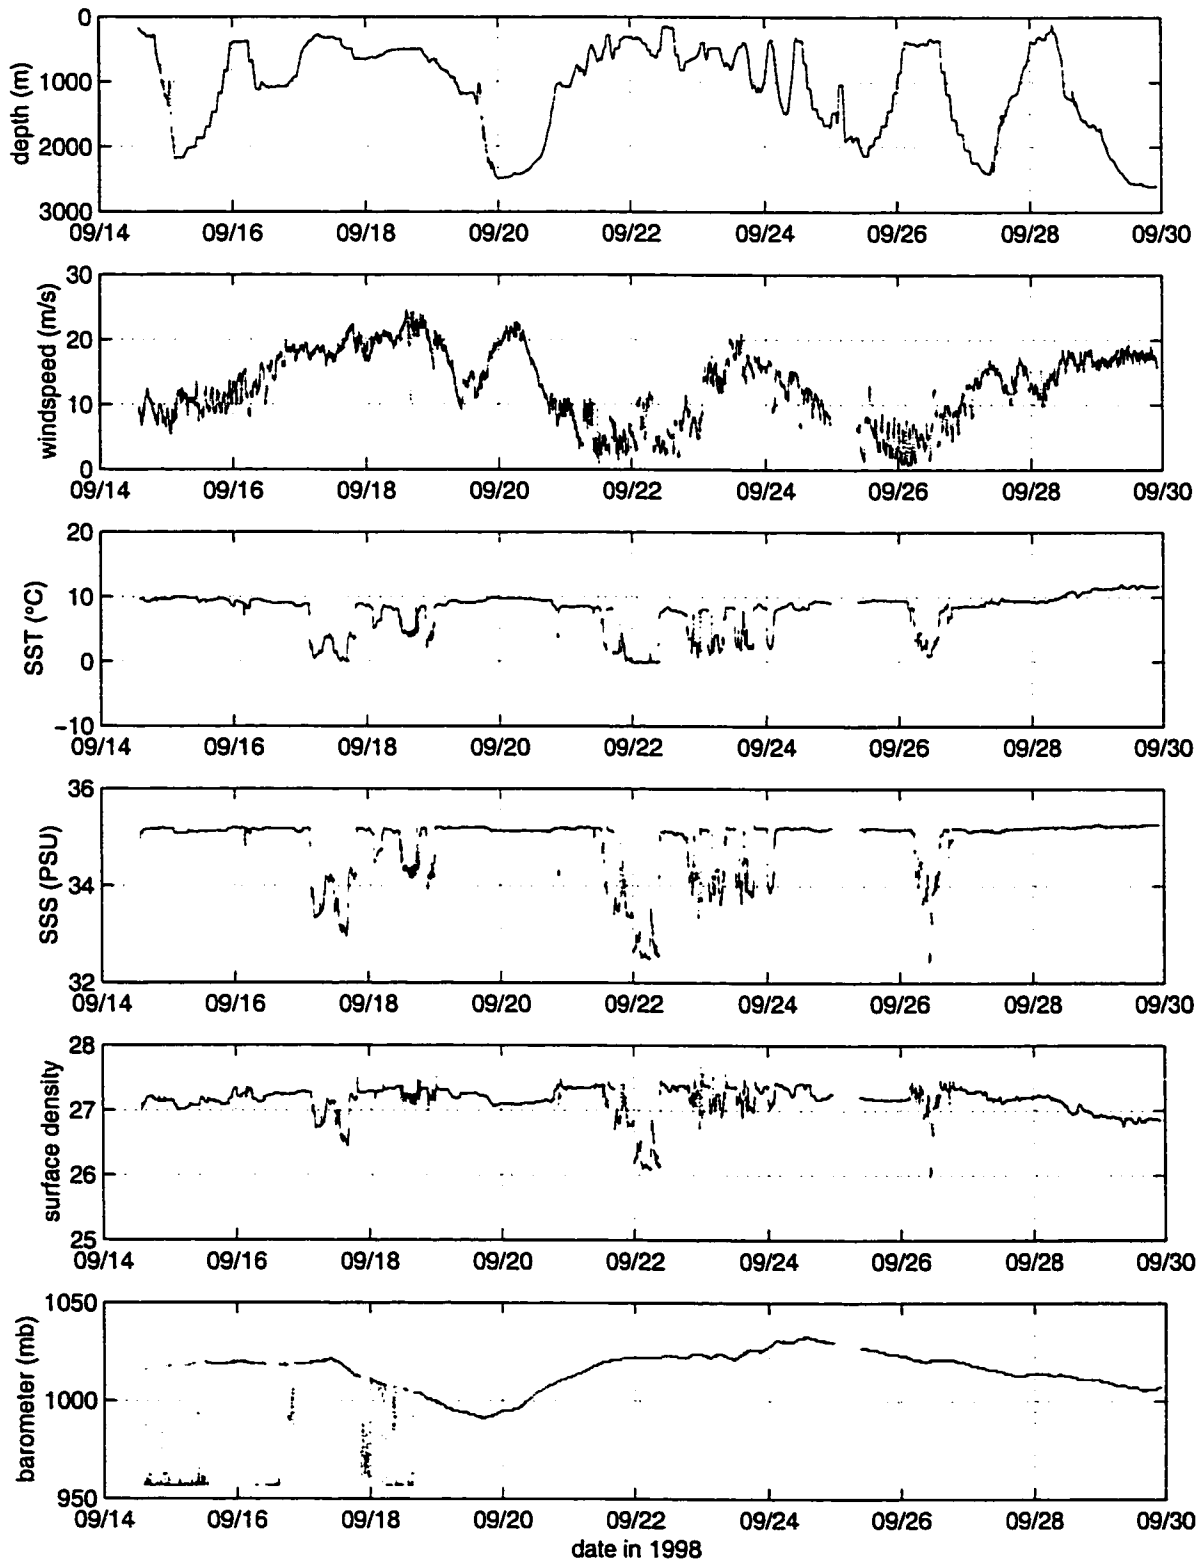 0
1000
2000
3000
depth (m)
09/14 09/16 09/18 09/20 09/22 09/24 09/26 09/28 09/30
30
20
10
0
windspeed (m/s)
09/14 09/16 09/18 09/20 09/22 09/24 09/26 09/28 09/30
20
10
0
−10
SST (ºC)
09/14 09/16 09/18 09/20 09/22 09/24 09/26 09/28 09/30
36
34
32
SSS (PSU)
09/14 09/16 09/18 09/20 09/22 09/24 09/26 09/28 09/30
28
27
26
25
surface density
09/14 09/16 09/18 09/20 09/22 09/24 09/26 09/28 09/30
1050
1000
950
barometer (mb)
09/14 09/16 09/18 09/20 09/22 09/24 09/26 09/28 09/30
date in 1998